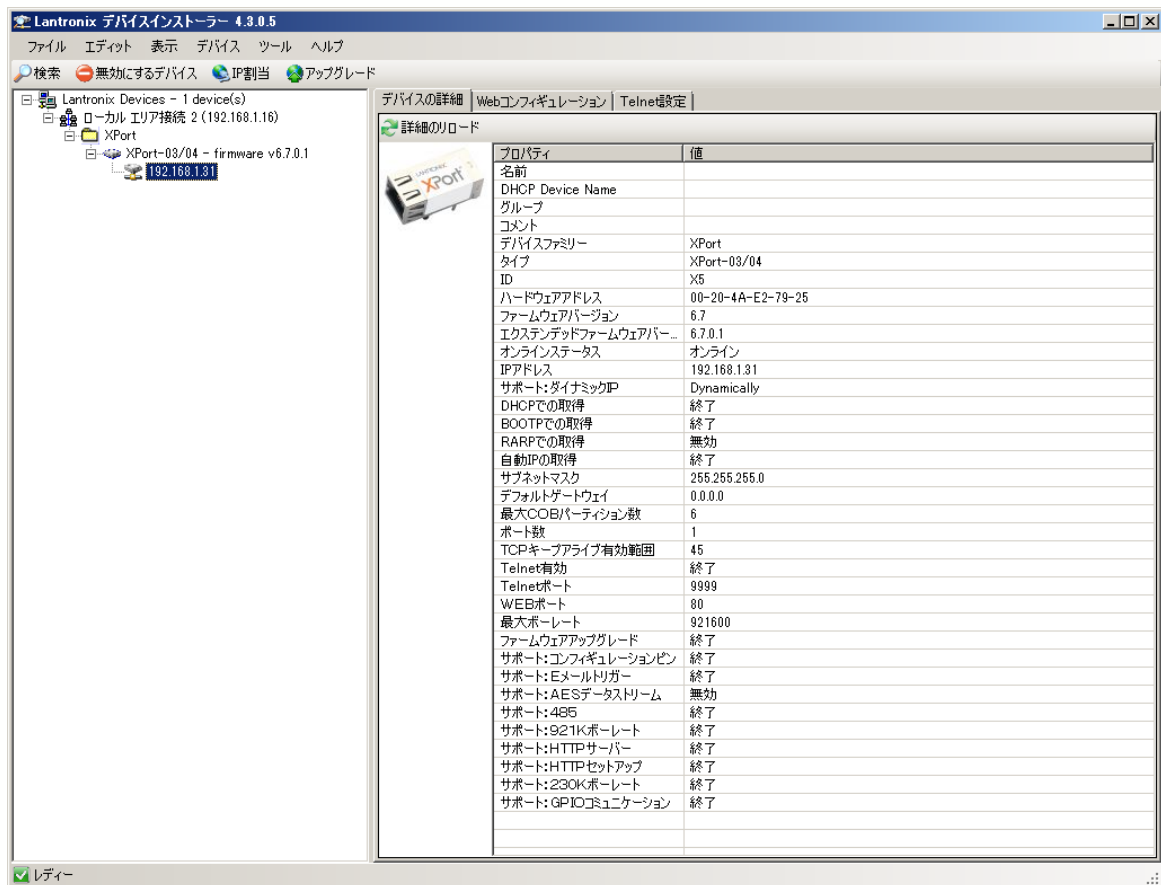 Lantronix デバイスインストーラー 4.3.0.5
ファイル エディット 表示 デバイス ツール ヘルプ
検索 無効にするデバイス IP割当 アップグレード
Lantronix Devices - 1 device(s)
ローカル エリア接続 2 (192.168.1.16)
XPort
XPort-03/04 - firmware v6.7.0.1
192.168.1.31
デバイスの詳細 Webコンフィギュレーション Telnet設定
詳細のリロード
LANTRONIX
XPort
プロパティ 値
名前
DHCP Device Name
グループ
コメント
デバイスファミリー XPort
タイプ XPort-03/04
ID X5
ハードウェアアドレス 00-20-4A-E2-79-25
ファームウェアバージョン 6.7
エクステンデッドファームウェアバー... 6.7.0.1
オンラインステータス オンライン
IPアドレス 192.168.1.31
サポート:ダイナミックIP Dynamically
DHCPでの取得 終了
BOOTPでの取得 終了
RARPでの取得 無効
自動IPの取得 終了
サブネットマスク 255.255.255.0
デフォルトゲートウェイ 0.0.0.0
最大COBパーティション数 6
ポート数 1
TCPキープアライブ有効範囲 45
Telnet有効 終了
Telnetポート 9999
WEBポート 80
最大ボーレート 921600
ファームウェアアップグレード 終了
サポート:コンフィギュレーションピン 終了
サポート:Eメールトリガー 終了
サポート:AESデータストリーム 無効
サポート:485 終了
サポート:921Kボーレート 終了
サポート:HTTPサーバー 終了
サポート:HTTPセットアップ 終了
サポート:230Kボーレート 終了
サポート:GPIOコミュニケーション 終了
レディー